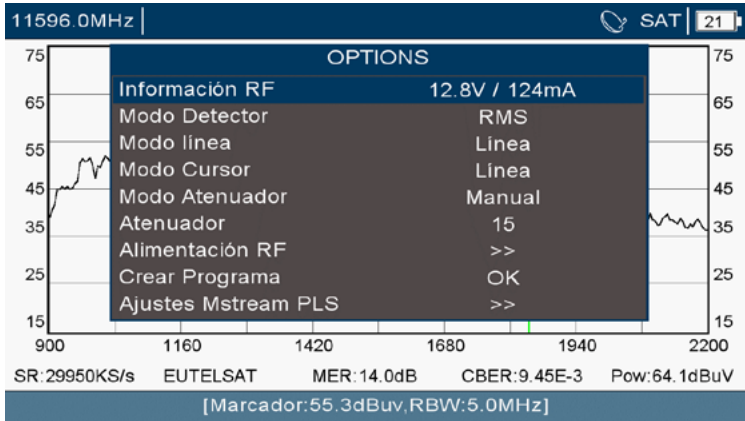 11596.0MHz SAT 21
OPTIONS
75 75
Información RF 12.8V / 124mA
65 65
Modo Detector RMS
Modo línea Línea
55 55
Modo Cursor Línea
45 45
Modo Atenuador Manual
35 35
Atenuador 15
Alimentación RF >>
25 25
Crear Programa OK
Ajustes Mstream PLS >>
15 15
900 1160 1420 1680 1940 2200
SR:29950KS/s EUTELSAT MER:14.0dB CBER:9.45E-3 Pow:64.1dBuV
[Marcador:55.3dBuv,RBW:5.0MHz]